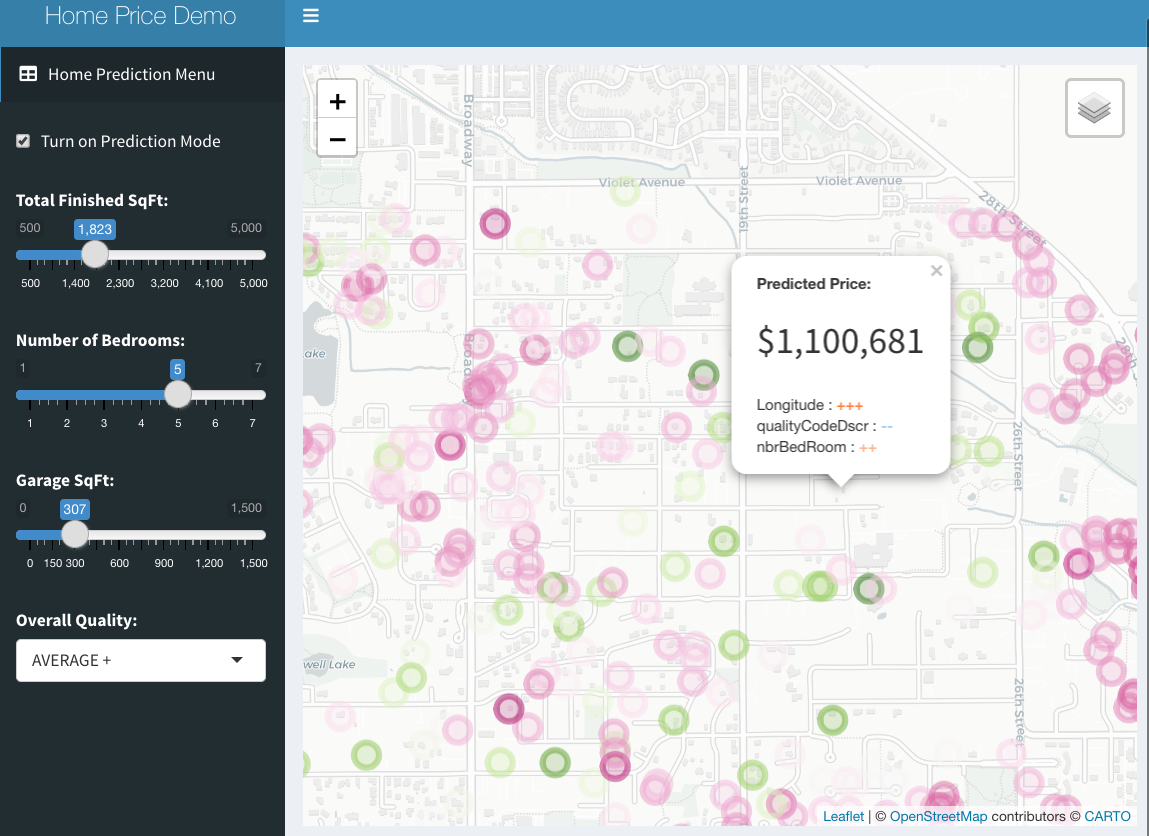 Home Price Demo
Home Prediction Menu
Turn on Prediction Mode
Total Finished SqFt:
500 1,823 5,000
500 1,400 2,300 3,200 4,100 5,000
Number of Bedrooms:
1 5 7
1 2 3 4 5 6 7
Garage SqFt:
0 307 1,500
0 150 300 600 900 1,200 1,500
Overall Quality:
AVERAGE +
+
−
Broadway
Violet Avenue
Violet Avenue
19th Street
28th Street
Predicted Price:
×
$1,100,681
Longitude : +++
qualityCodeDscr : --
nbrBedRoom : ++
ake
26th Street
well Lake
26th Street
Leaflet | © OpenStreetMap contributors © CARTO